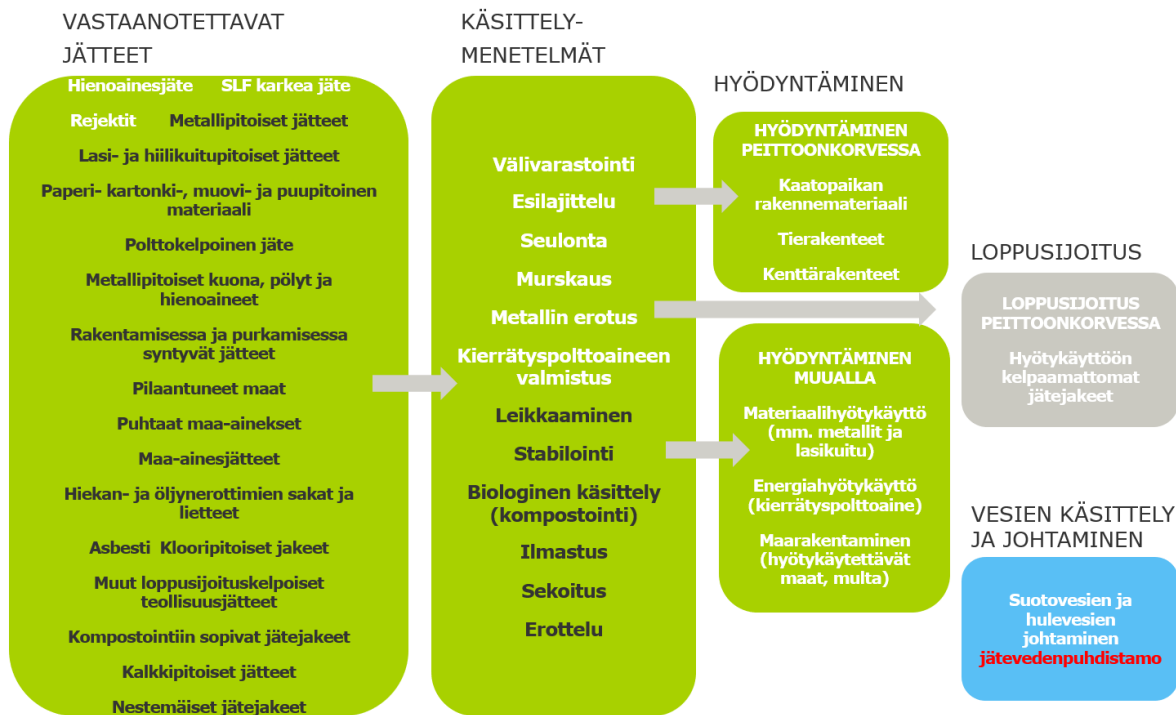 VASTAANOTETTAVAT
JÄTTEET
Hienoainesjäte SLF karkea jäte
Rejektit Metallipitoiset jätteet
Lasi- ja hiilikuitupitoiset jätteet
Paperi- kartonki-, muovi- ja puupitoinen
materiaali
Polttokelpoinen jäte
Metallipitoiset kuona, pölyt ja
hienoaineet
Rakentamisessa ja purkamisessa
syntyvät jätteet
Pilaantuneet maat
Puhtaat maa-ainekset
Maa-ainesjätteet
Hiekan- ja öljynerottimien sakat ja
lietteet
Asbesti Klooripitoiset jakeet
Muut loppusijoituskelpoiset
teollisuusjätteet
Kompostointiin sopivat jätejakeet
Kalkkipitoiset jätteet
Nestemäiset jätejakeet
KÄSITTELY-
MENETELMÄT
Välivarastointi
Esilajittelu
Seulonta
Murskaus
Metallin erotus
Kierrätyspolttoaineen
valmistus
Leikkaaminen
Stabilointi
Biologinen käsittely
(kompostointi)
Ilmastus
Sekoitus
Erottelu
HYÖDYNTÄMINEN
HYÖDYNTÄMINEN
PEITTOONKORVESSA
Kaatopaikan
rakennemateriaali
Tierakenteet
Kenttärakenteet
HYÖDYNTÄMINEN
MUUALLA
Materiaalihyötykäyttö
(mm. metallit ja
lasikuitu)
Energiahyötykäyttö
(kierrätyspolttoaine)
Maarakentaminen
(hyötykäytettävät
maat, multa)
LOPPUSIJOITUS
LOPPUSIJOITUS
PEITTOONKORVESSA
Hyötykäyttöön
kelpaamattomat
jätejakeet
VESIEN KÄSITTELY
JA JOHTAMINEN
Suotovesien ja
hulevesien
johtaminen
jätevedenpuhdistamo